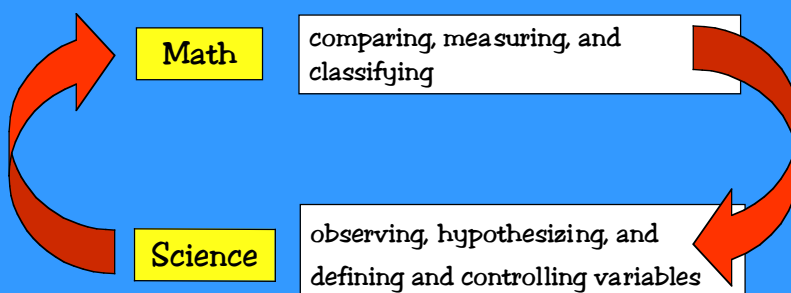 Math
comparing, measuring, and
classifying
Science
observing, hypothesizing, and
defining and controlling variables